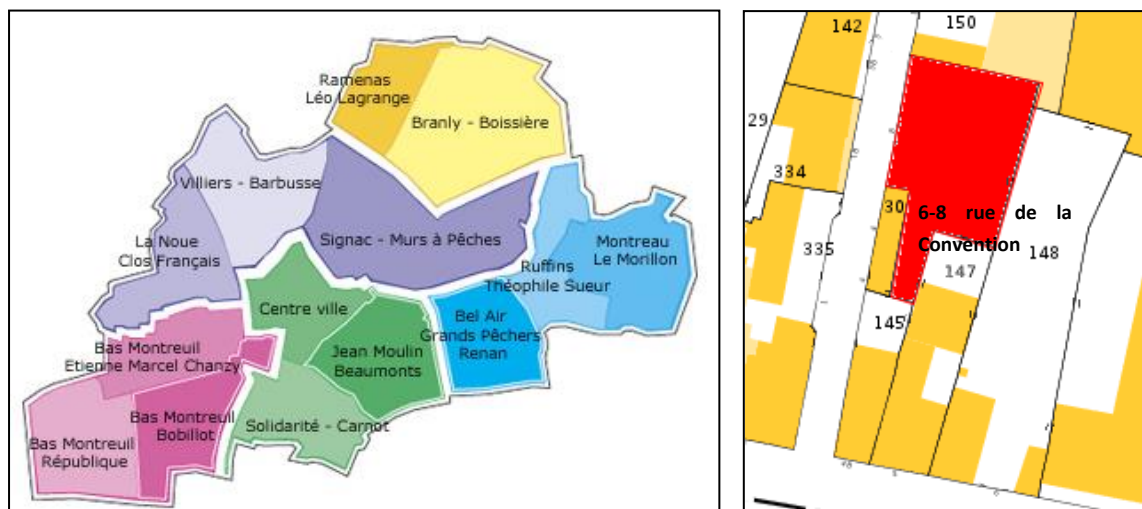 Ramenas
Léo Lagrange
Branly - Boissière
Villiers - Barbusse
La Noue
Clos Français
Signac - Murs à Pêches
Montreau
Le Morillon
Ruffins
Théophile Sueur
Centre ville
Bel Air
Grands Pêchers
Renan
Jean Moulin
Beaumonts
Bas Montreuil
Etienne Marcel Chanzy
Bas Montreuil
Bobillot
Solidarité - Carnot
Bas Montreuil
République
142
150
29
334
30
6-8 rue de la
Convention
335
147
148
145